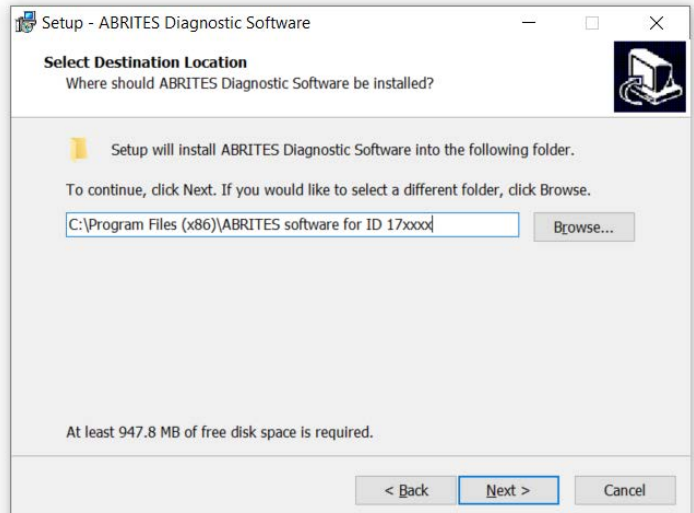 Setup - ABRITES Diagnostic Software
Select Destination Location
Where should ABRITES Diagnostic Software be installed?
Setup will install ABRITES Diagnostic Software into the following folder.
To continue, click Next. If you would like to select a different folder, click Browse.
C:\Program Files (x86)\ABRITES software for ID 17xxxx
Browse...
At least 947.8 MB of free disk space is required.
< Back Next > Cancel